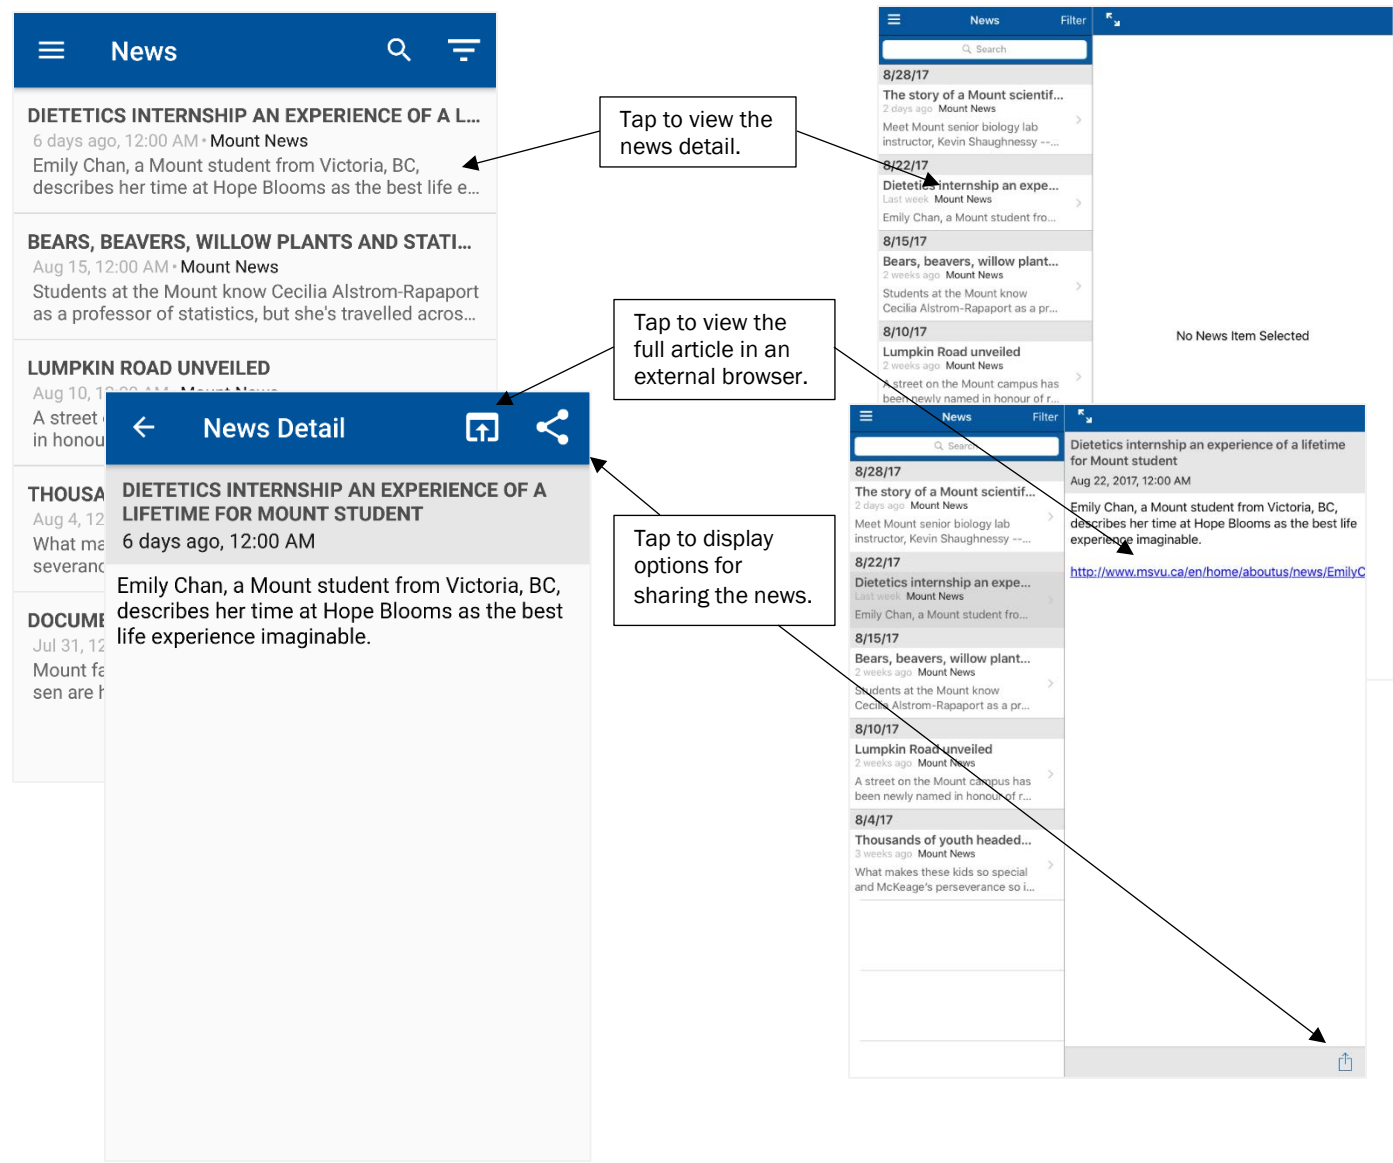 News
DIETETICS INTERNSHIP AN EXPERIENCE OF A L...
6 days ago, 12:00 AM • Mount News
Emily Chan, a Mount student from Victoria, BC,
describes her time at Hope Blooms as the best life e...
BEARS, BEAVERS, WILLOW PLANTS AND STATI...
Aug 15, 12:00 AM • Mount News
Students at the Mount know Cecilia Alstrom-Rapaport
as a professor of statistics, but she's travelled acros...
LUMPKIN ROAD UNVEILED
Aug 10, 12:00 AM • Mount News
A street
in honou
THOUSA
Aug 4, 12
What ma
severanc
DOCUME
Jul 31, 12
Mount fa
sen are h
News Detail
DIETETICS INTERNSHIP AN EXPERIENCE OF A
LIFETIME FOR MOUNT STUDENT
6 days ago, 12:00 AM
Emily Chan, a Mount student from Victoria, BC,
describes her time at Hope Blooms as the best
life experience imaginable.
Tap to view the
news detail.
Tap to view the
full article in an
external browser.
Tap to display
options for
sharing the news.
News Filter
Search
8/28/17
The story of a Mount scientif...
2 days ago Mount News
Meet Mount senior biology lab
instructor, Kevin Shaughnessy --...
8/22/17
Dietetics internship an expe...
Last week Mount News
Emily Chan, a Mount student fro...
8/15/17
Bears, beavers, willow plant...
2 weeks ago Mount News
Students at the Mount know
Cecilia Alstrom-Rapaport as a pr...
8/10/17
Lumpkin Road unveiled
2 weeks ago Mount News
A street on the Mount campus has
been newly named in honour of r...
No News Item Selected
News Filter
Search
8/28/17
The story of a Mount scientif...
2 days ago Mount News
Meet Mount senior biology lab
instructor, Kevin Shaughnessy --...
8/22/17
Dietetics internship an expe...
Last week Mount News
Emily Chan, a Mount student fro...
8/15/17
Bears, beavers, willow plant...
2 weeks ago Mount News
Students at the Mount know
Cecilia Alstrom-Rapaport as a pr...
8/10/17
Lumpkin Road unveiled
2 weeks ago Mount News
A street on the Mount campus has
been newly named in honour of r...
8/4/17
Thousands of youth headed...
3 weeks ago Mount News
What makes these kids so special
and McKeage's perseverance so i...
Dietetics internship an experience of a lifetime
for Mount student
Aug 22, 2017, 12:00 AM
Emily Chan, a Mount student from Victoria, BC,
describes her time at Hope Blooms as the best life
experience imaginable.
http://www.msvu.ca/en/home/aboutus/news/EmilyC